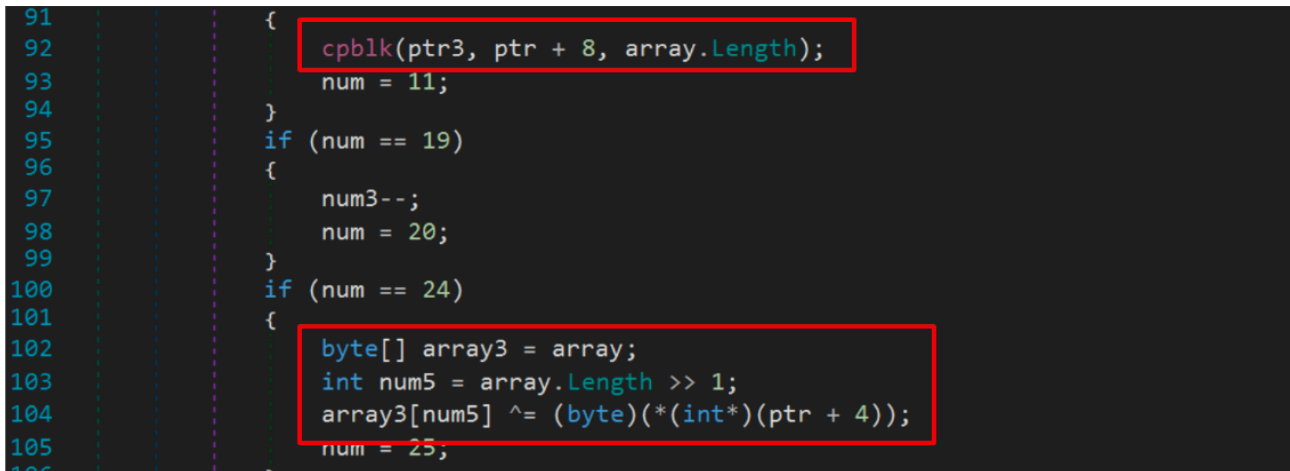 91 {
92 cpblk(ptr3, ptr + 8, array.Length);
93 num = 11;
94 }
95 if (num == 19)
96 {
97 num3--;
98 num = 20;
99 }
100 if (num == 24)
101 {
102 byte[] array3 = array;
103 int num5 = array.Length >> 1;
104 array3[num5] ^= (byte)(*(int*)(ptr + 4));
105 num = 25;